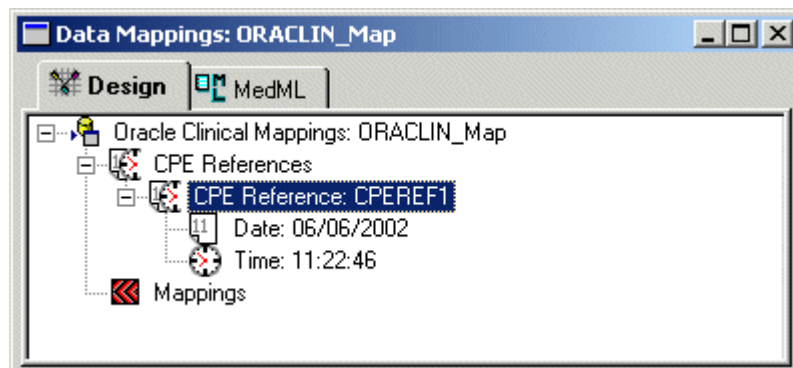 Data Mappings: ORACLIN_Map
Design MedML
Oracle Clinical Mappings: ORACLIN_Map
CPE References
CPE Reference: CPEREF1
Date: 06/06/2002
Time: 11:22:46
Mappings